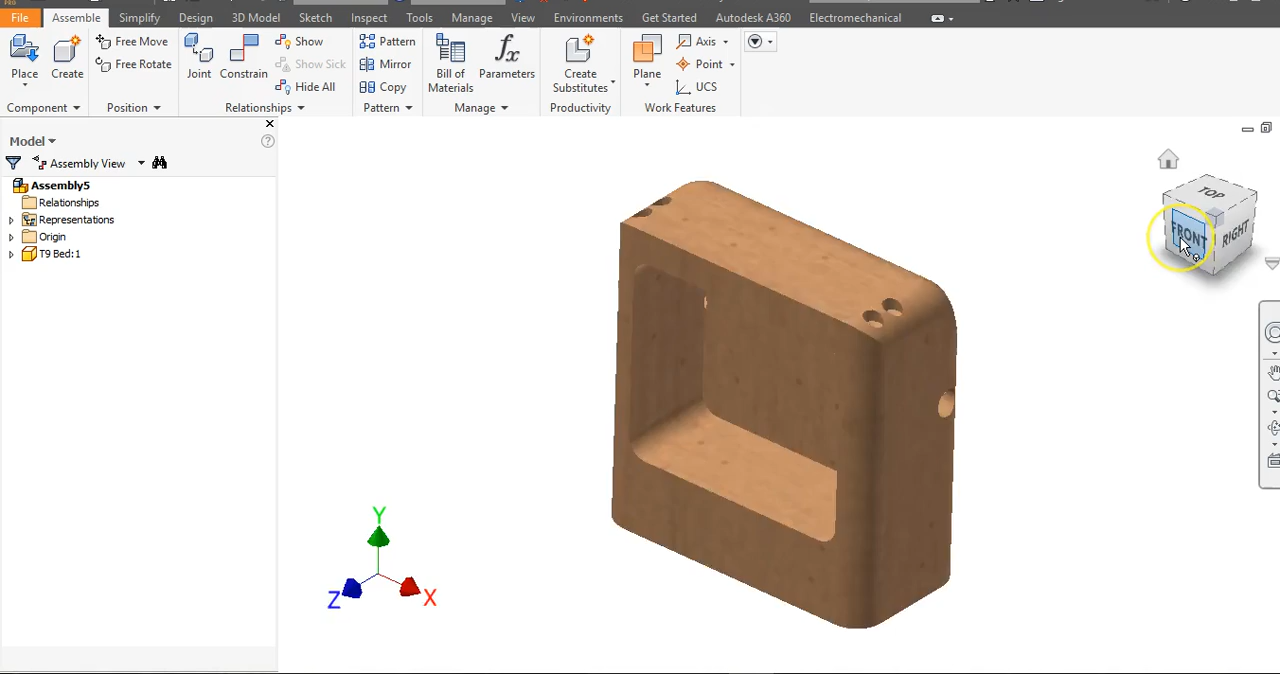 File Assemble Simplify Design 3D Model Sketch Inspect Tools Manage View Environments Get Started Autodesk A360 Electromechanical
Place
Create
Free Move
Free Rotate
Joint
Constrain
Show
Show Sick
Hide All
Pattern
Mirror
Copy
Bill of
Materials
fx
Parameters
Create
Substitutes
Plane
Axis
Point
UCS
Component Position Relationships Pattern Manage Productivity Work Features
Model
Assembly View
Assembly5
Relationships
Representations
Origin
T9 Bed:1
TOP
FRONT
RIGHT
Y
Z
X